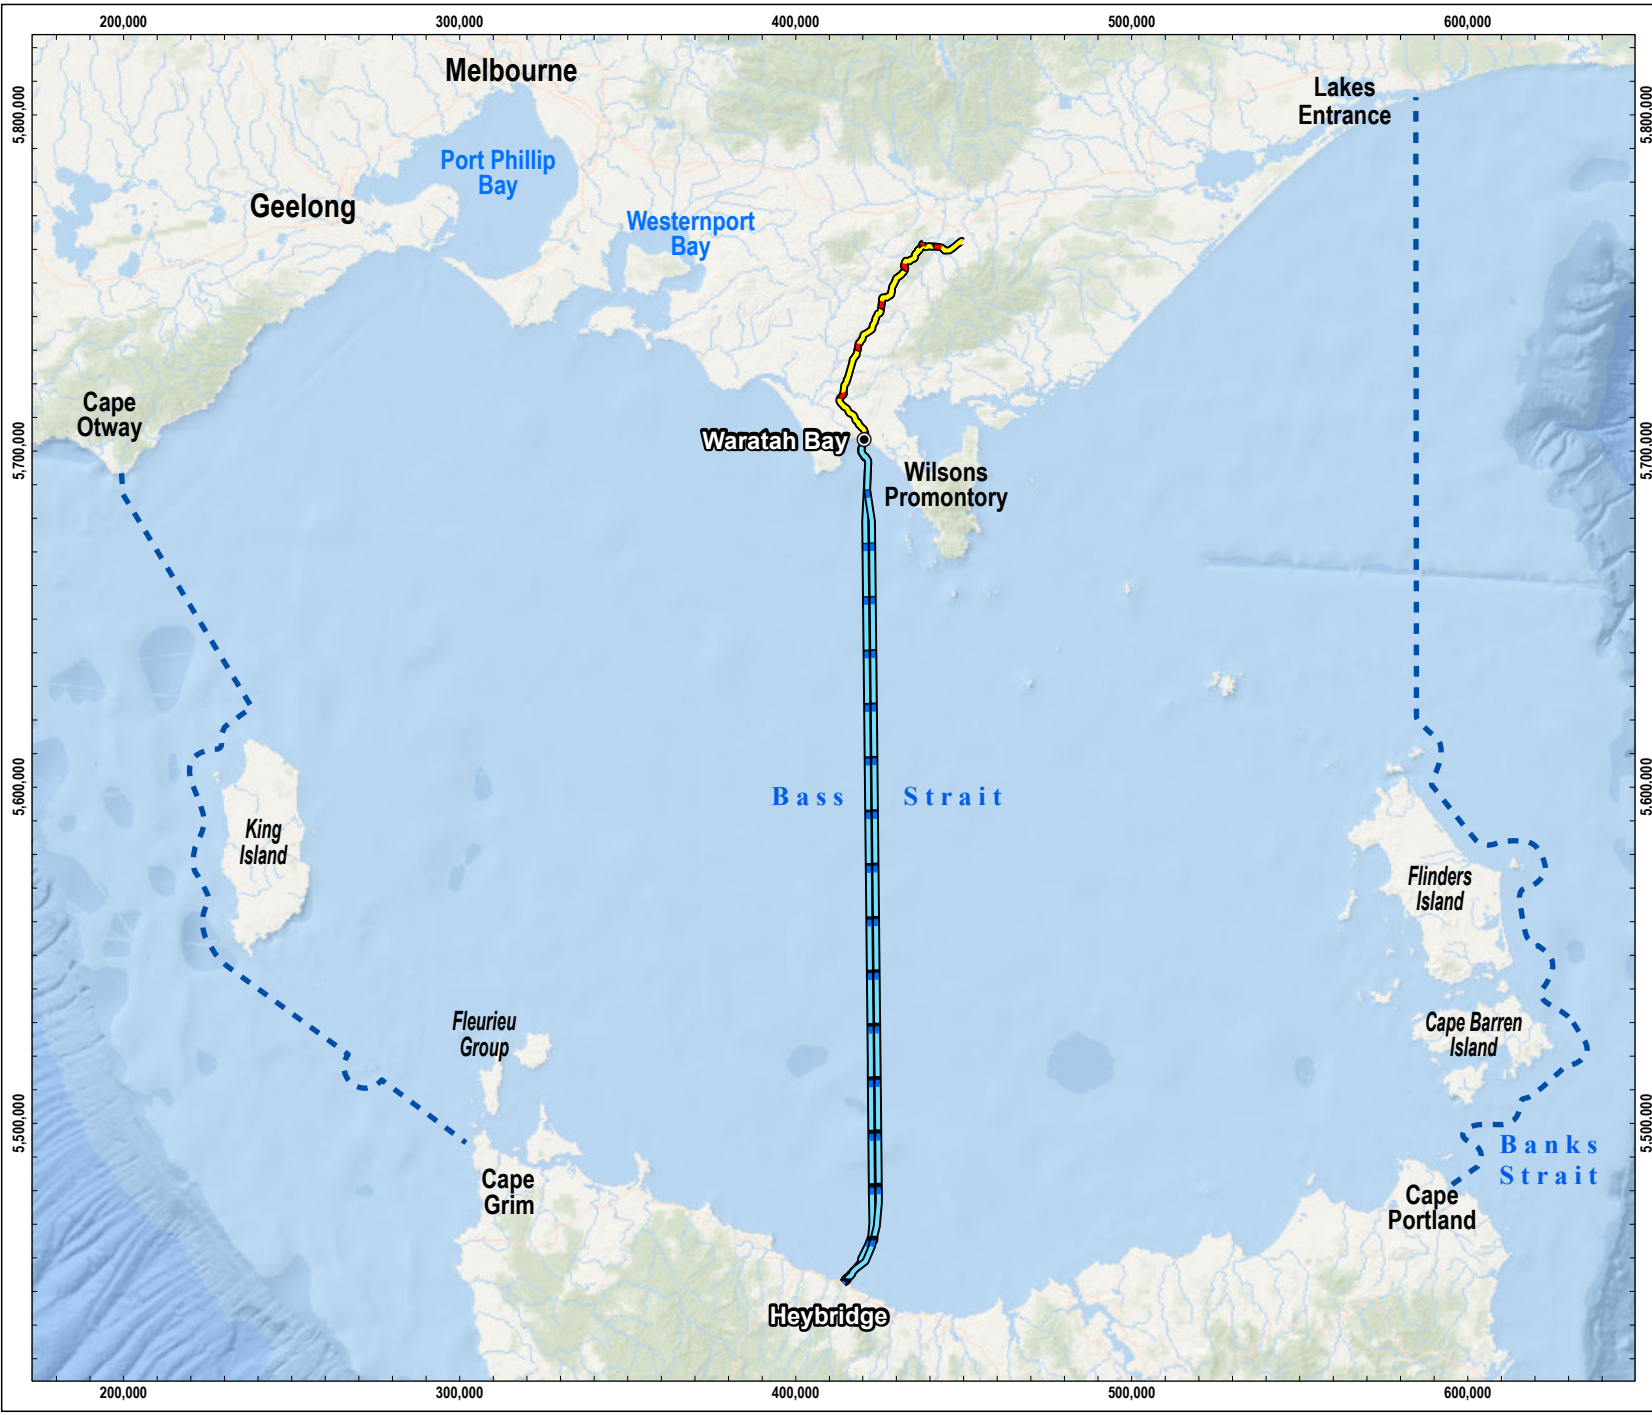 200,000
300,000
400,000
500,000
600,000
Melbourne
Lakes
Entrance
5,800,000
5,800,000
Port Phillip
Bay
Geelong
Westernport
Bay
Cape
Otway
5,700,000
5,700,000
Waratah Bay
Wilsons
Promontory
5,600,000
5,600,000
Bass Strait
King
Island
Flinders
Island
Fleurieu
Group
Cape Barren
Island
5,500,000
5,500,000
Banks
Strait
Cape
Grim
Cape
Portland
Heybridge
200,000
300,000
400,000
500,000
600,000